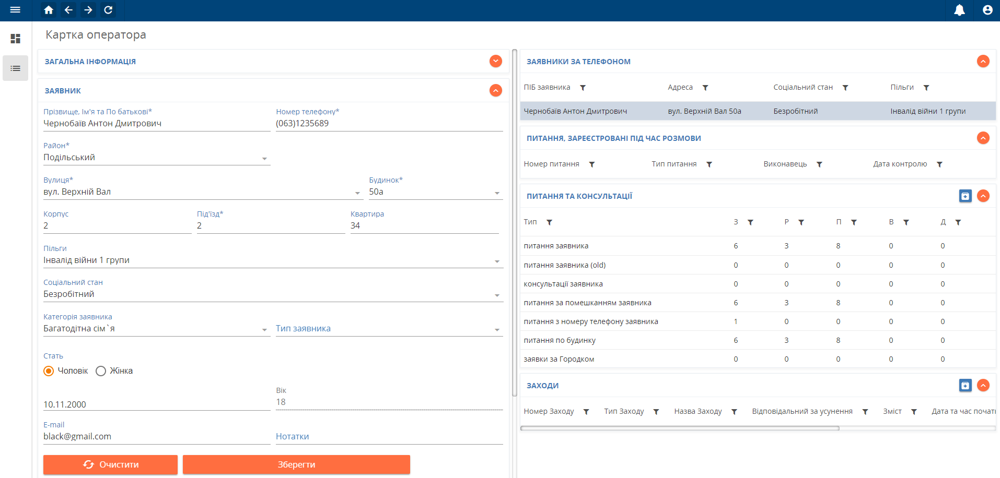 Картка оператора
ЗАГАЛЬНА ІНФОРМАЦІЯ
ЗАЯВНИК
Прізвище, Ім'я та По батькові* Номер телефону*
Чернобаїв Антон Дмитрович (063)1235689
Район*
Подільський
Вулиця* Будинок*
вул. Верхній Вал 50а
Корпус Під'їзд* Квартира
2 2 34
Пільги
Інвалід війни 1 групи
Соціальний стан
Безробітний
Категорія заявника
Багатодітна сім`я Тип заявника
Стать
Чоловік Жінка
Вік
10.11.2000 18
E-mail
black@gmail.com Нотатки
Очистити Зберегти
ЗАЯВНИКИ ЗА ТЕЛЕФОНОМ
ПІБ заявника Адреса Соціальний стан Пільги
Чернобаїв Антон Дмитрович вул. Верхній Вал 50а Безробітний Інвалід війни 1 групи
ПИТАННЯ, ЗАРЕЄСТРОВАНІ ПІД ЧАС РОЗМОВИ
Номер питання Тип питання Виконавець Дата контролю
ПИТАННЯ ТА КОНСУЛЬТАЦІЇ
Тип З Р П В Д
питання заявника 6 3 8 0 0
питання заявника (old) 0 0 0 0 0
консультації заявника 0 0 0 0 0
питання за помешканням заявника 6 3 8 0 0
питання з номеру телефону заявника 1 0 0 0 0
питання по будинку 6 3 8 0 0
заявки за Городком 0 0 0 0 0
ЗАХОДИ
Номер Заходу Тип Заходу Назва Заходу Відповідальний за усунення Зміст Дата та час почат